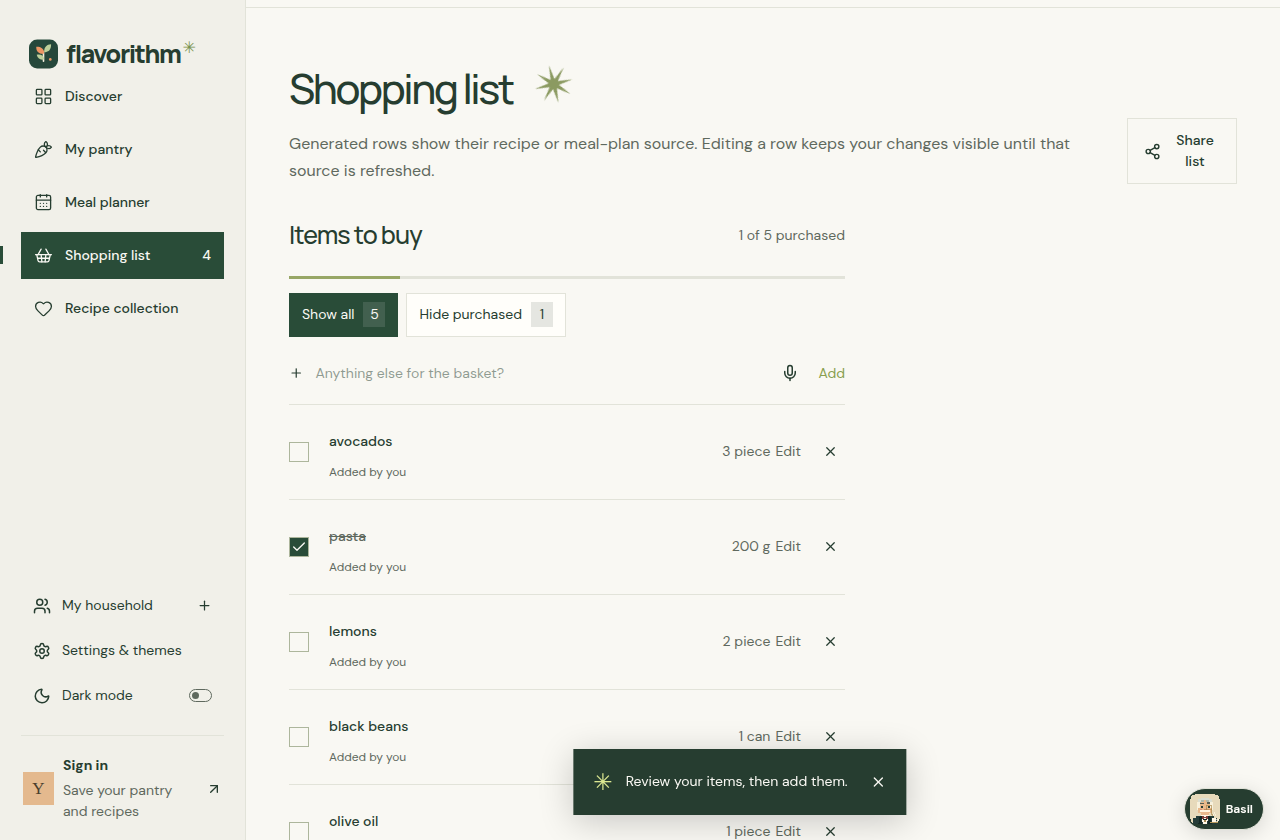 flavorithm
Discover
My pantry
Meal planner
Shopping list 4
Recipe collection
My household
Settings & themes
Dark mode
Y
Sign in
Save your pantry
and recipes
Shopping list
Generated rows show their recipe or meal-plan source. Editing a row keeps your changes visible until that
source is refreshed.
Share
list
Items to buy
1 of 5 purchased
Show all 5
Hide purchased 1
Anything else for the basket?
Add
avocados
Added by you
3 piece Edit
pasta
Added by you
200 g Edit
lemons
Added by you
2 piece Edit
black beans
Added by you
1 can Edit
olive oil
1 piece Edit
Review your items, then add them.
Basil